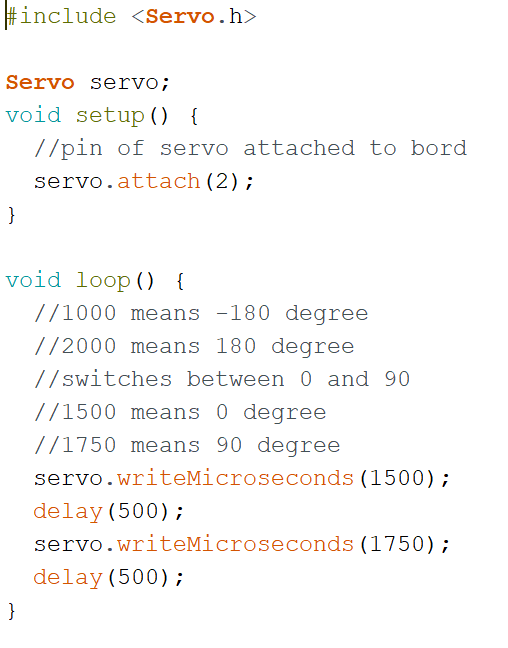 #include <Servo.h>
Servo servo;
void setup() {
//pin of servo attached to bord
servo.attach(2);
}
void loop() {
//1000 means -180 degree
//2000 means 180 degree
//switches between 0 and 90
//1500 means 0 degree
//1750 means 90 degree
servo.writeMicroseconds(1500);
delay(500);
servo.writeMicroseconds(1750);
delay(500);
}